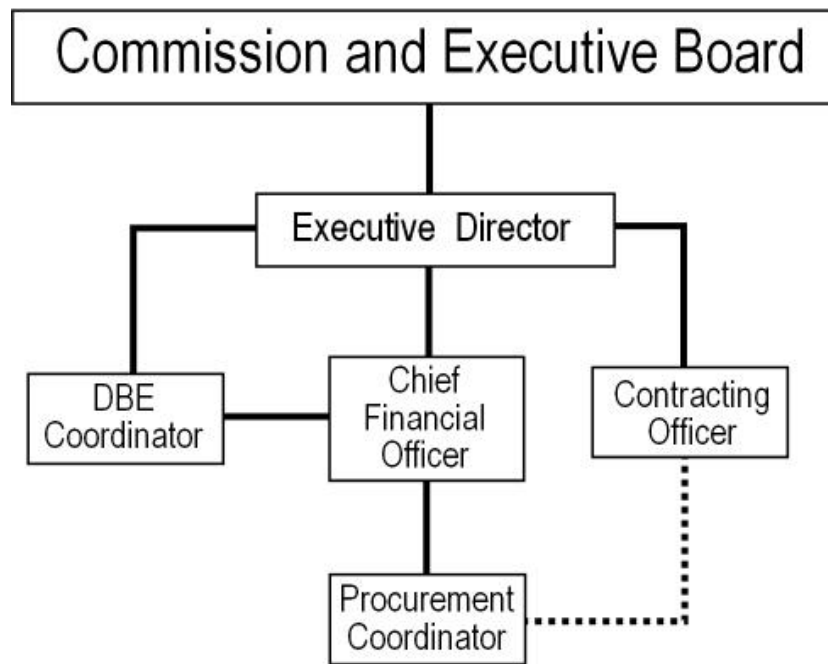 Commission and Executive Board
Executive Director
DBE
Coordinator
Chief
Financial
Officer
Contracting
Officer
Procurement
Coordinator